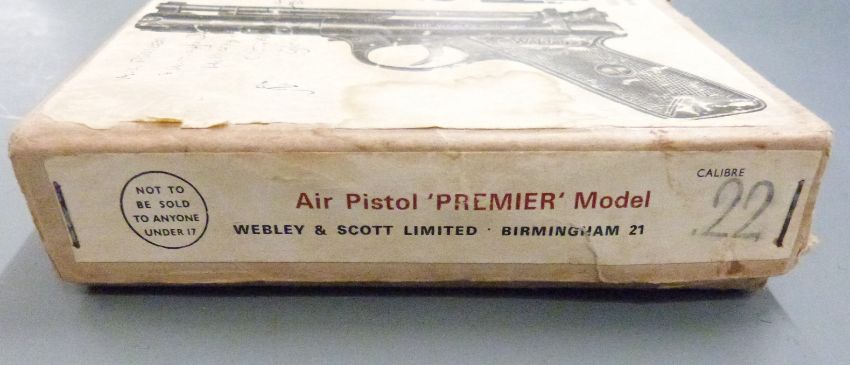 NOT TO
BE SOLD
TO ANYONE
UNDER 17
Air Pistol 'PREMIER' Model
WEBLEY & SCOTT LIMITED · BIRMINGHAM 21
CALIBRE
.22